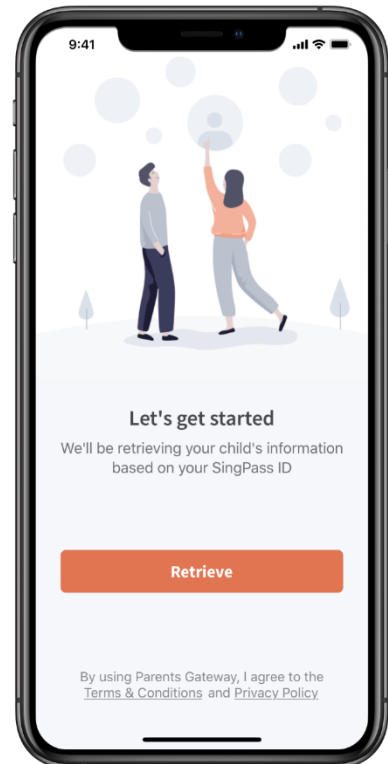 9:41
Let's get started
We'll be retrieving your child's information
based on your SingPass ID
Retrieve
By using Parents Gateway, I agree to the
Terms & Conditions and Privacy Policy